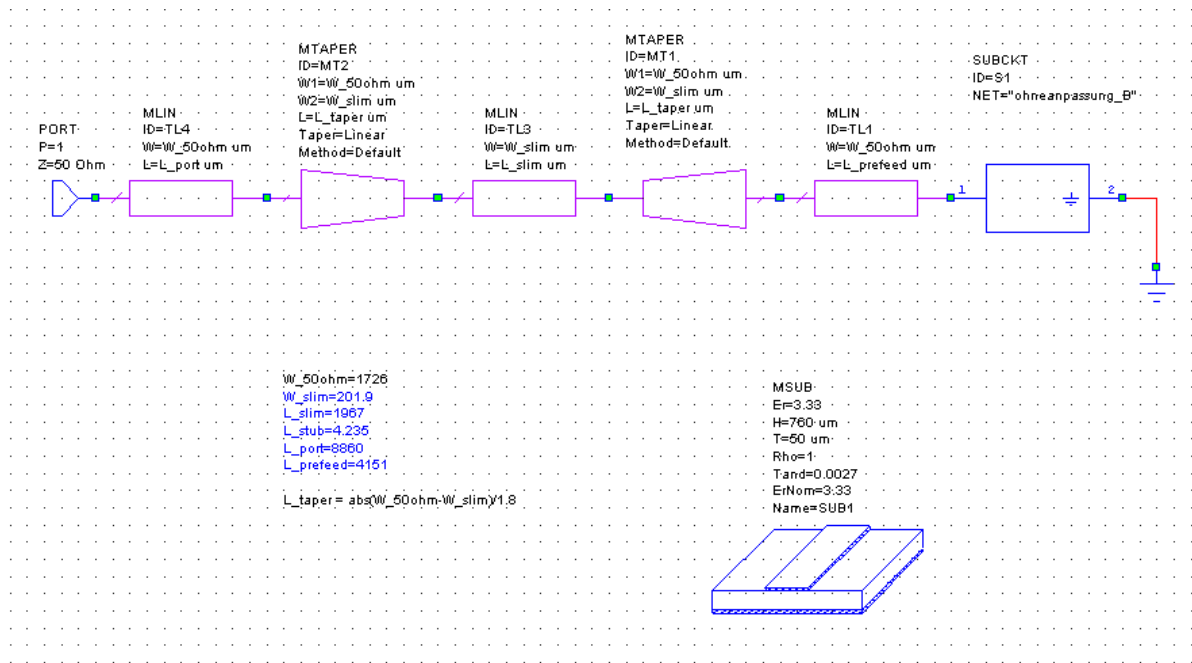 PORT
P=1
Z=50 Ohm
MLIN
ID=TL4
W=W_50ohm um
L=L_port um
MTAPER
ID=MT2
W1=W_50ohm um
W2=W_slim um
L=L_taper um
Taper=Linear
Method=Default
MLIN
ID=TL3
W=W_slim um
L=L_slim um
MTAPER
ID=MT1
W1=W_50ohm um
W2=W_slim um
L=L_taper um
Taper=Linear
Method=Default
MLIN
ID=TL1
W=W_50ohm um
L=L_prefeed um
SUBCKT
ID=S1
NET="ohneanpassung_B"
1
2
W_50ohm=1726
W_slim=201.9
L_slim=1967
L_stub=4.235
L_port=8860
L_prefeed=4151
L_taper = abs(W_50ohm-W_slim)/1.8
MSUB
Er=3.33
H=760 um
T=50 um
Rho=1
Tand=0.0027
ErNom=3.33
Name=SUB1